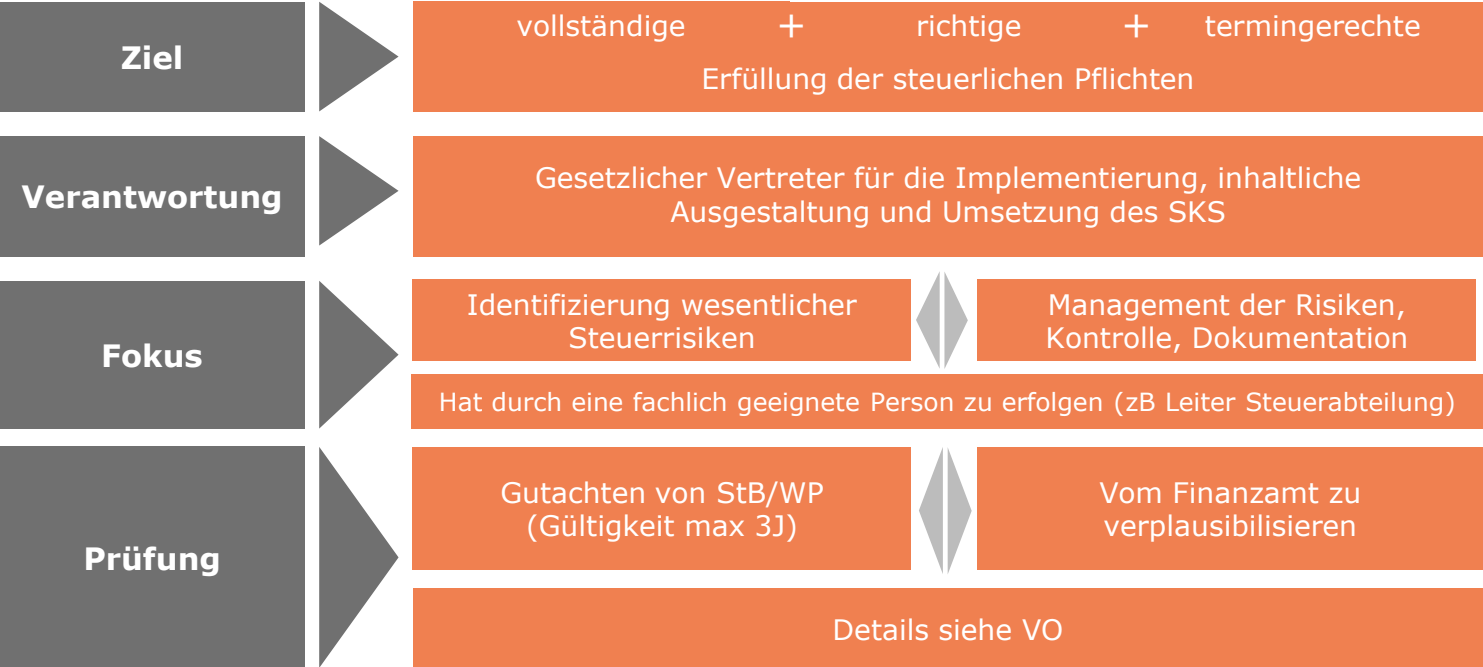 Ziel
vollständige + richtige + termingerechte
Erfüllung der steuerlichen Pflichten
Verantwortung
Gesetzlicher Vertreter für die Implementierung, inhaltliche
Ausgestaltung und Umsetzung des SKS
Fokus
Identifizierung wesentlicher
Steuerrisiken
Management der Risiken,
Kontrolle, Dokumentation
Hat durch eine fachlich geeignete Person zu erfolgen (zB Leiter Steuerabteilung)
Prüfung
Gutachten von StB/WP
(Gültigkeit max 3J)
Vom Finanzamt zu
verplausibilisieren
Details siehe VO